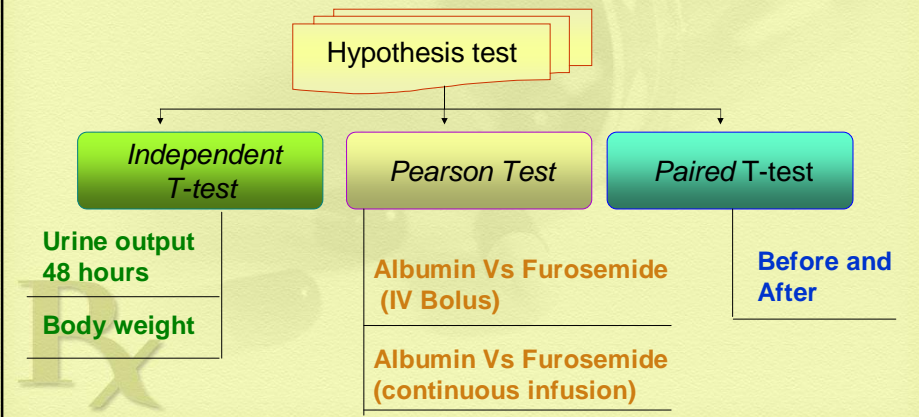 Hypothesis test
Independent
T-test
Pearson Test
Paired T-test
Urine output
48 hours
Body weight
Albumin Vs Furosemide
(IV Bolus)
Albumin Vs Furosemide
(continuous infusion)
Before and
After
Rx